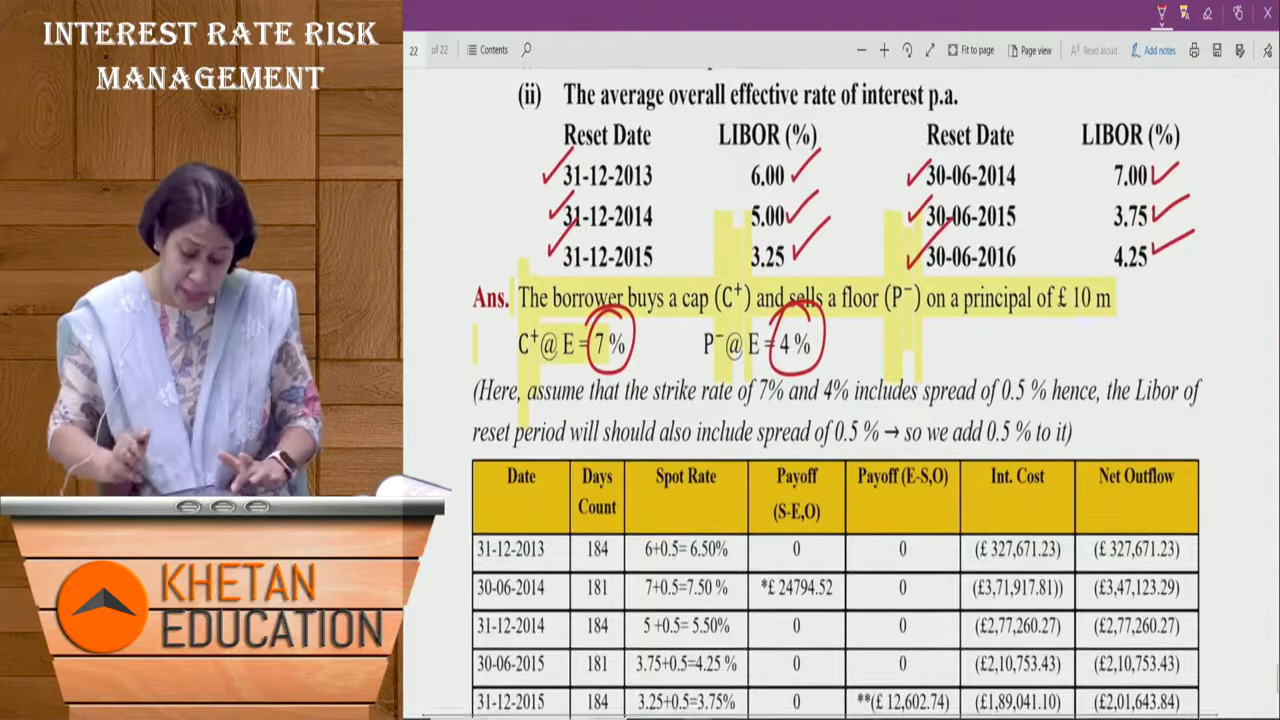 INTEREST RATE RISK
MANAGEMENT
22 of 22 Contents Fit to page Page view Read aloud Add notes
(ii) The average overall effective rate of interest p.a.
Reset Date LIBOR (%) Reset Date LIBOR (%)
31-12-2013 6.00 30-06-2014 7.00
31-12-2014 5.00 30-06-2015 3.75
31-12-2015 3.25 30-06-2016 4.25
Ans. The borrower buys a cap (C⁺) and sells a floor (P⁻) on a principal of £ 10 m
C⁺@ E = 7 % P⁻@ E = 4 %
(Here, assume that the strike rate of 7% and 4% includes spread of 0.5 % hence, the Libor of
reset period will should also include spread of 0.5 % → so we add 0.5 % to it)
Date Days Count Spot Rate Payoff (S-E,O) Payoff (E-S,O) Int. Cost Net Outflow
31-12-2013 184 6+0.5= 6.50% 0 0 (£ 327,671.23) (£ 327,671.23)
30-06-2014 181 7+0.5=7.50 % *£ 24794.52 0 (£3,71,917.81)) (£3,47,123.29)
31-12-2014 184 5 +0.5= 5.50% 0 0 (£2,77,260.27) (£2,77,260.27)
30-06-2015 181 3.75+0.5=4.25 % 0 0 (£2,10,753.43) (£2,10,753.43)
31-12-2015 184 3.25+0.5=3.75% 0 **(£ 12,602.74) (£1,89,041.10) (£2,01,643.84)
KHETAN
EDUCATION